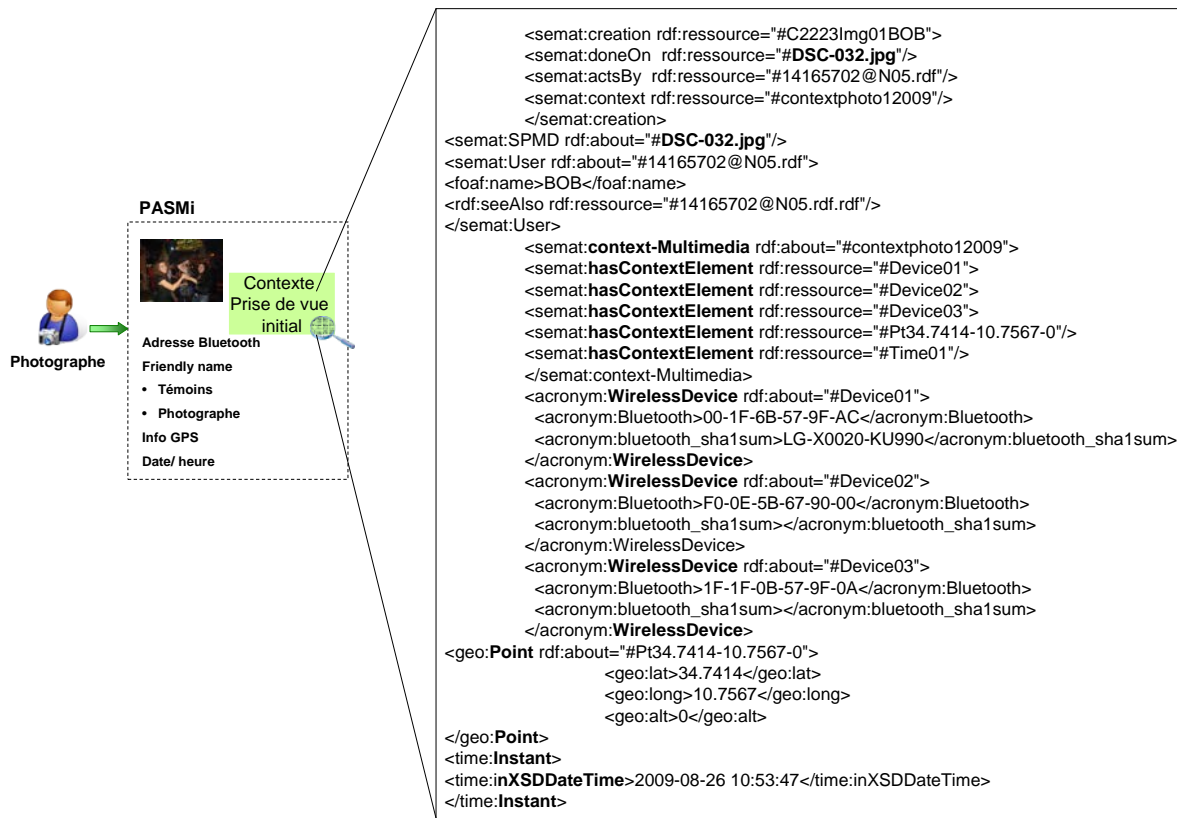 PASMi
Contexte
Prise de vue
initial
Photographe
Adresse Bluetooth
Friendly name
• Témoins
• Photographe
Info GPS
Date/ heure
<semat:creation rdf:ressource="#C2223Img01BOB">
<semat:doneOn rdf:ressource="#DSC-032.jpg"/>
<semat:actsBy rdf:ressource="#14165702@N05.rdf"/>
<semat:context rdf:ressource="#contextphoto12009"/>
</semat:creation>
<semat:SPMD rdf:about="#DSC-032.jpg"/>
<semat:User rdf:about="#14165702@N05.rdf">
<foaf:name>BOB</foaf:name>
<rdf:seeAlso rdf:ressource="#14165702@N05.rdf.rdf"/>
</semat:User>
<semat:context-Multimedia rdf:about="#contextphoto12009">
<semat:hasContextElement rdf:ressource="#Device01">
<semat:hasContextElement rdf:ressource="#Device02">
<semat:hasContextElement rdf:ressource="#Device03">
<semat:hasContextElement rdf:ressource="#Pt34.7414-10.7567-0"/>
<semat:hasContextElement rdf:ressource="#Time01"/>
</semat:context-Multimedia>
<acronym:WirelessDevice rdf:about="#Device01">
<acronym:Bluetooth>00-1F-6B-57-9F-AC</acronym:Bluetooth>
<acronym:bluetooth_sha1sum>LG-X0020-KU990</acronym:bluetooth_sha1sum>
</acronym:WirelessDevice>
<acronym:WirelessDevice rdf:about="#Device02">
<acronym:Bluetooth>F0-0E-5B-67-90-00</acronym:Bluetooth>
<acronym:bluetooth_sha1sum></acronym:bluetooth_sha1sum>
</acronym:WirelessDevice>
<acronym:WirelessDevice rdf:about="#Device03">
<acronym:Bluetooth>1F-1F-0B-57-9F-0A</acronym:Bluetooth>
<acronym:bluetooth_sha1sum></acronym:bluetooth_sha1sum>
</acronym:WirelessDevice>
<geo:Point rdf:about="#Pt34.7414-10.7567-0">
<geo:lat>34.7414</geo:lat>
<geo:long>10.7567</geo:long>
<geo:alt>0</geo:alt>
</geo:Point>
<time:Instant>
<time:inXSDDateTime>2009-08-26 10:53:47</time:inXSDDateTime>
</time:Instant>